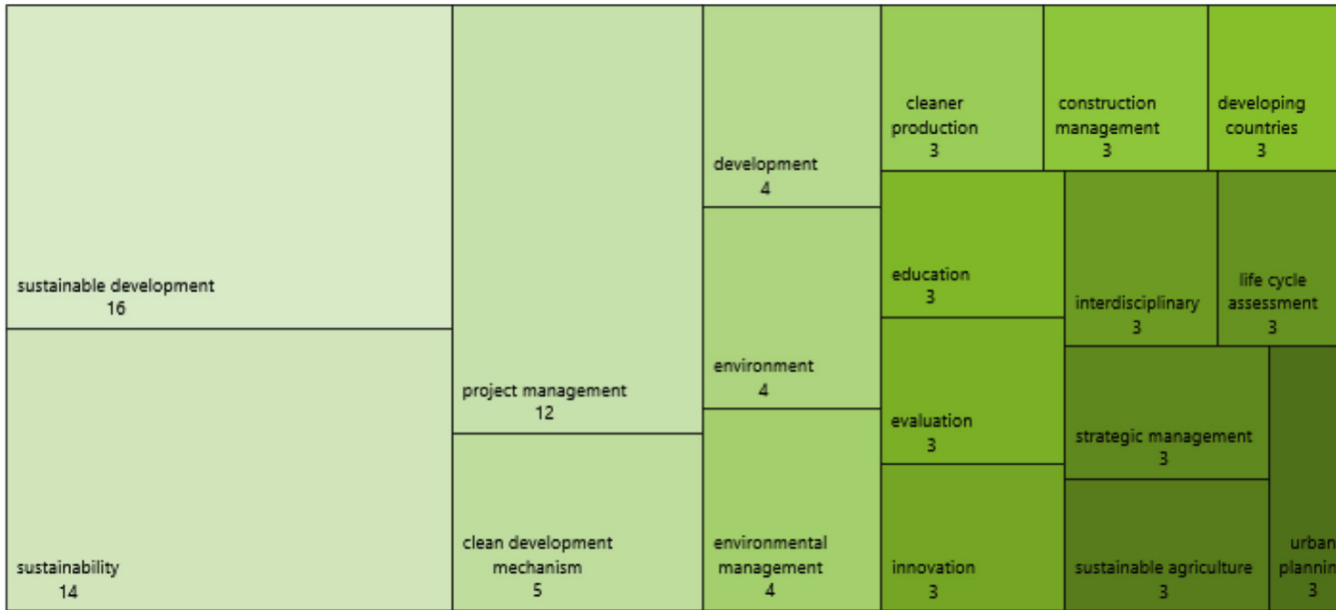 sustainable development
16
sustainability
14
project management
12
clean development
mechanism
5
development
4
environment
4
environmental
management
4
cleaner
production
3
construction
management
3
developing
countries
3
education
3
evaluation
3
innovation
3
interdisciplinary
3
life cycle
assessment
3
strategic management
3
sustainable agriculture
3
urban
plannin
3